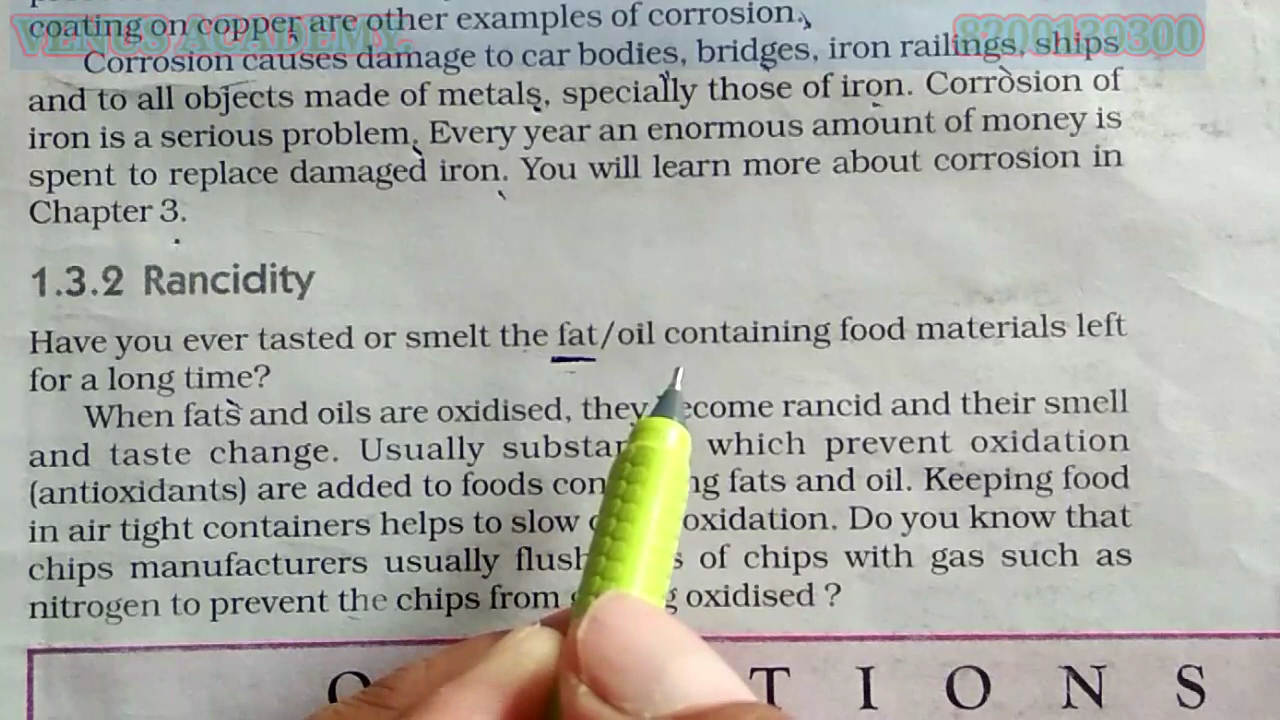 coating on copper are other examples of corrosion.
VENUS ACADEMY. 8200139300
Corrosion causes damage to car bodies, bridges, iron railings, ships
and to all objects made of metals, specially those of iron. Corrosion of
iron is a serious problem. Every year an enormous amount of money is
spent to replace damaged iron. You will learn more about corrosion in
Chapter 3.
1.3.2 Rancidity
Have you ever tasted or smelt the fat/oil containing food materials left
for a long time?
When fats and oils are oxidised, they ecome rancid and their smell
and taste change. Usually substan which prevent oxidation
(antioxidants) are added to foods con ng fats and oil. Keeping food
in air tight containers helps to slow oxidation. Do you know that
chips manufacturers usually flush s of chips with gas such as
nitrogen to prevent the chips from g oxidised ?
Q T I O N S